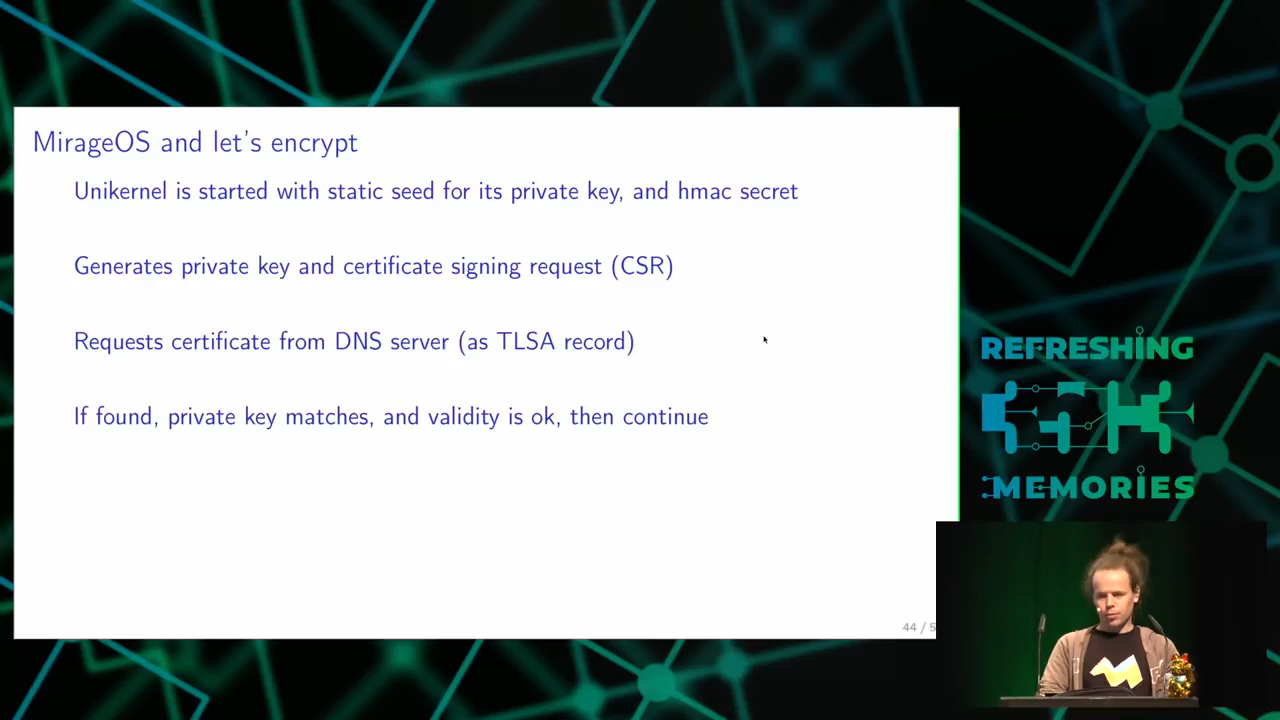 MirageOS and let's encrypt
Unikernel is started with static seed for its private key, and hmac secret
Generates private key and certificate signing request (CSR)
Requests certificate from DNS server (as TLSA record)
If found, private key matches, and validity is ok, then continue
44 / 5
REFRESHING
MEMORIES